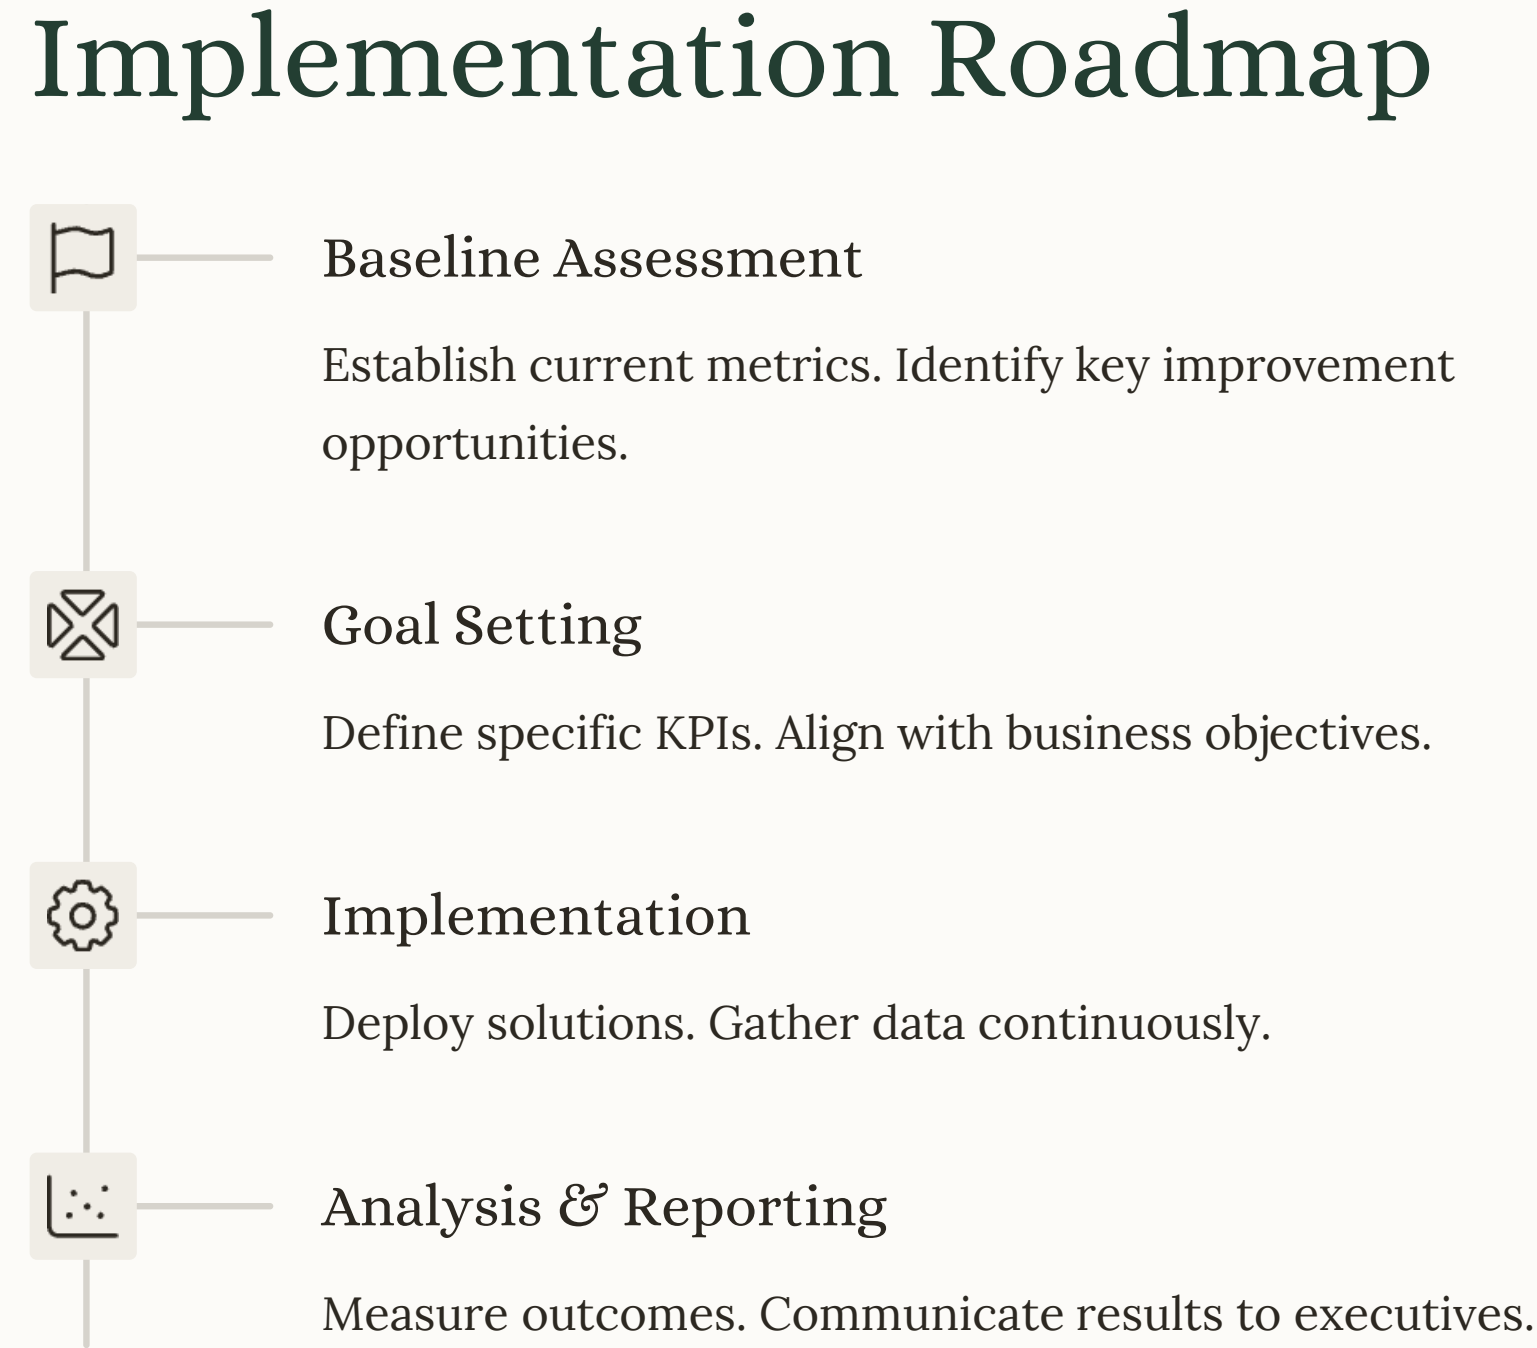 Implementation Roadmap
Baseline Assessment
Establish current metrics. Identify key improvement
opportunities.
Goal Setting
Define specific KPIs. Align with business objectives.
Implementation
Deploy solutions. Gather data continuously.
Analysis & Reporting
Measure outcomes. Communicate results to executives.